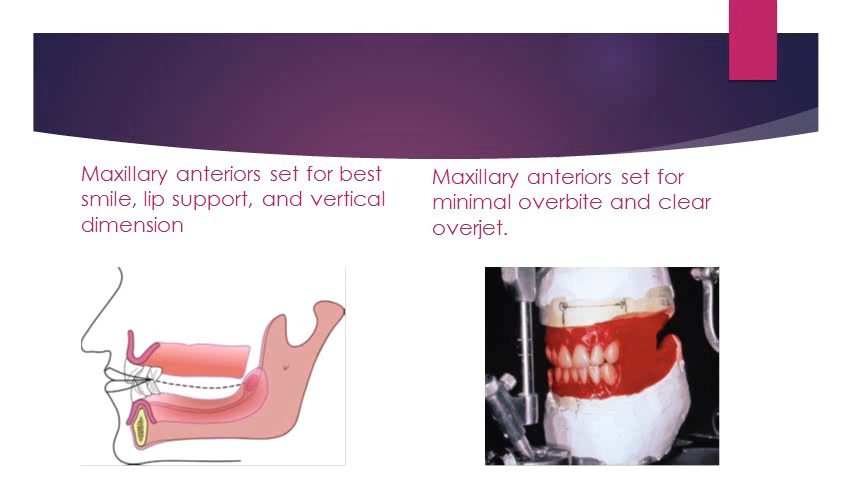 Maxillary anteriors set for best
smile, lip support, and vertical
dimension
Maxillary anteriors set for
minimal overbite and clear
overjet.